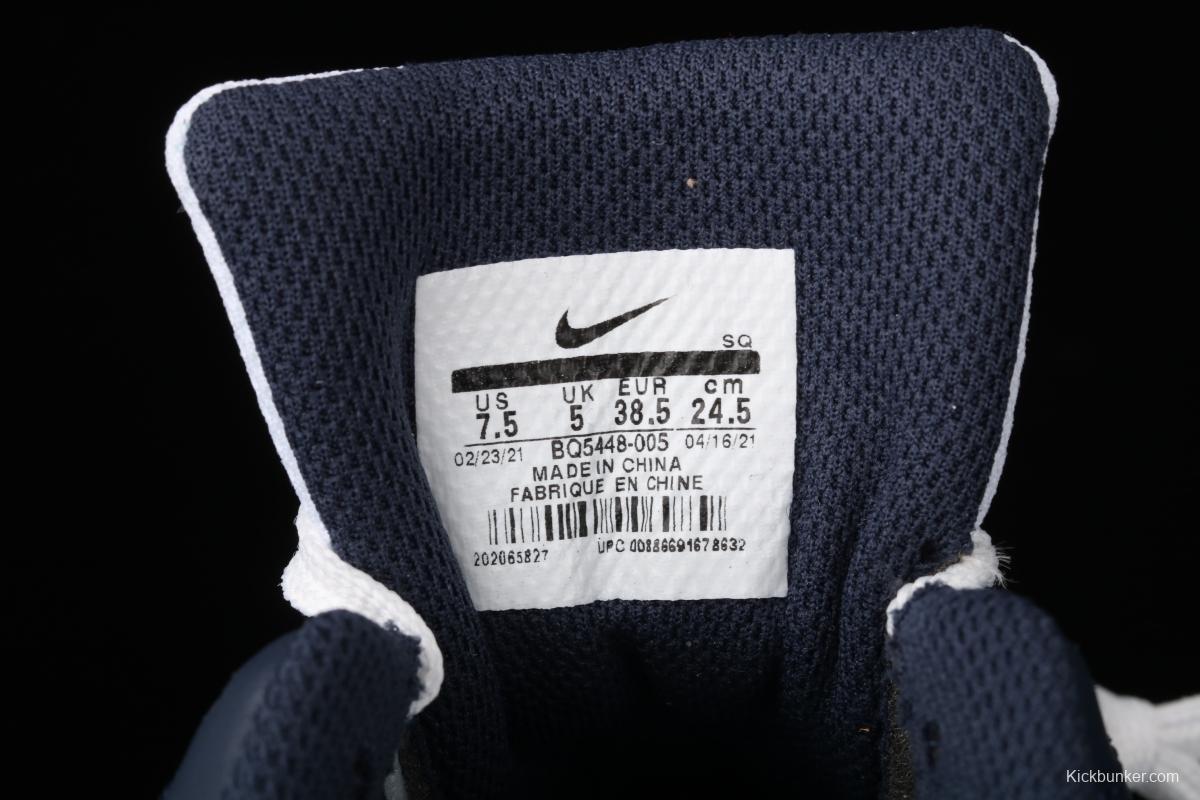 SQ
US UK EUR cm
7.5 5 38.5 24.5
02/23/21 BQ5448-005 04/16/21
MADE IN CHINA
FABRIQUE EN CHINE
202065827 UPC 00886691678632
Kickbunker.com